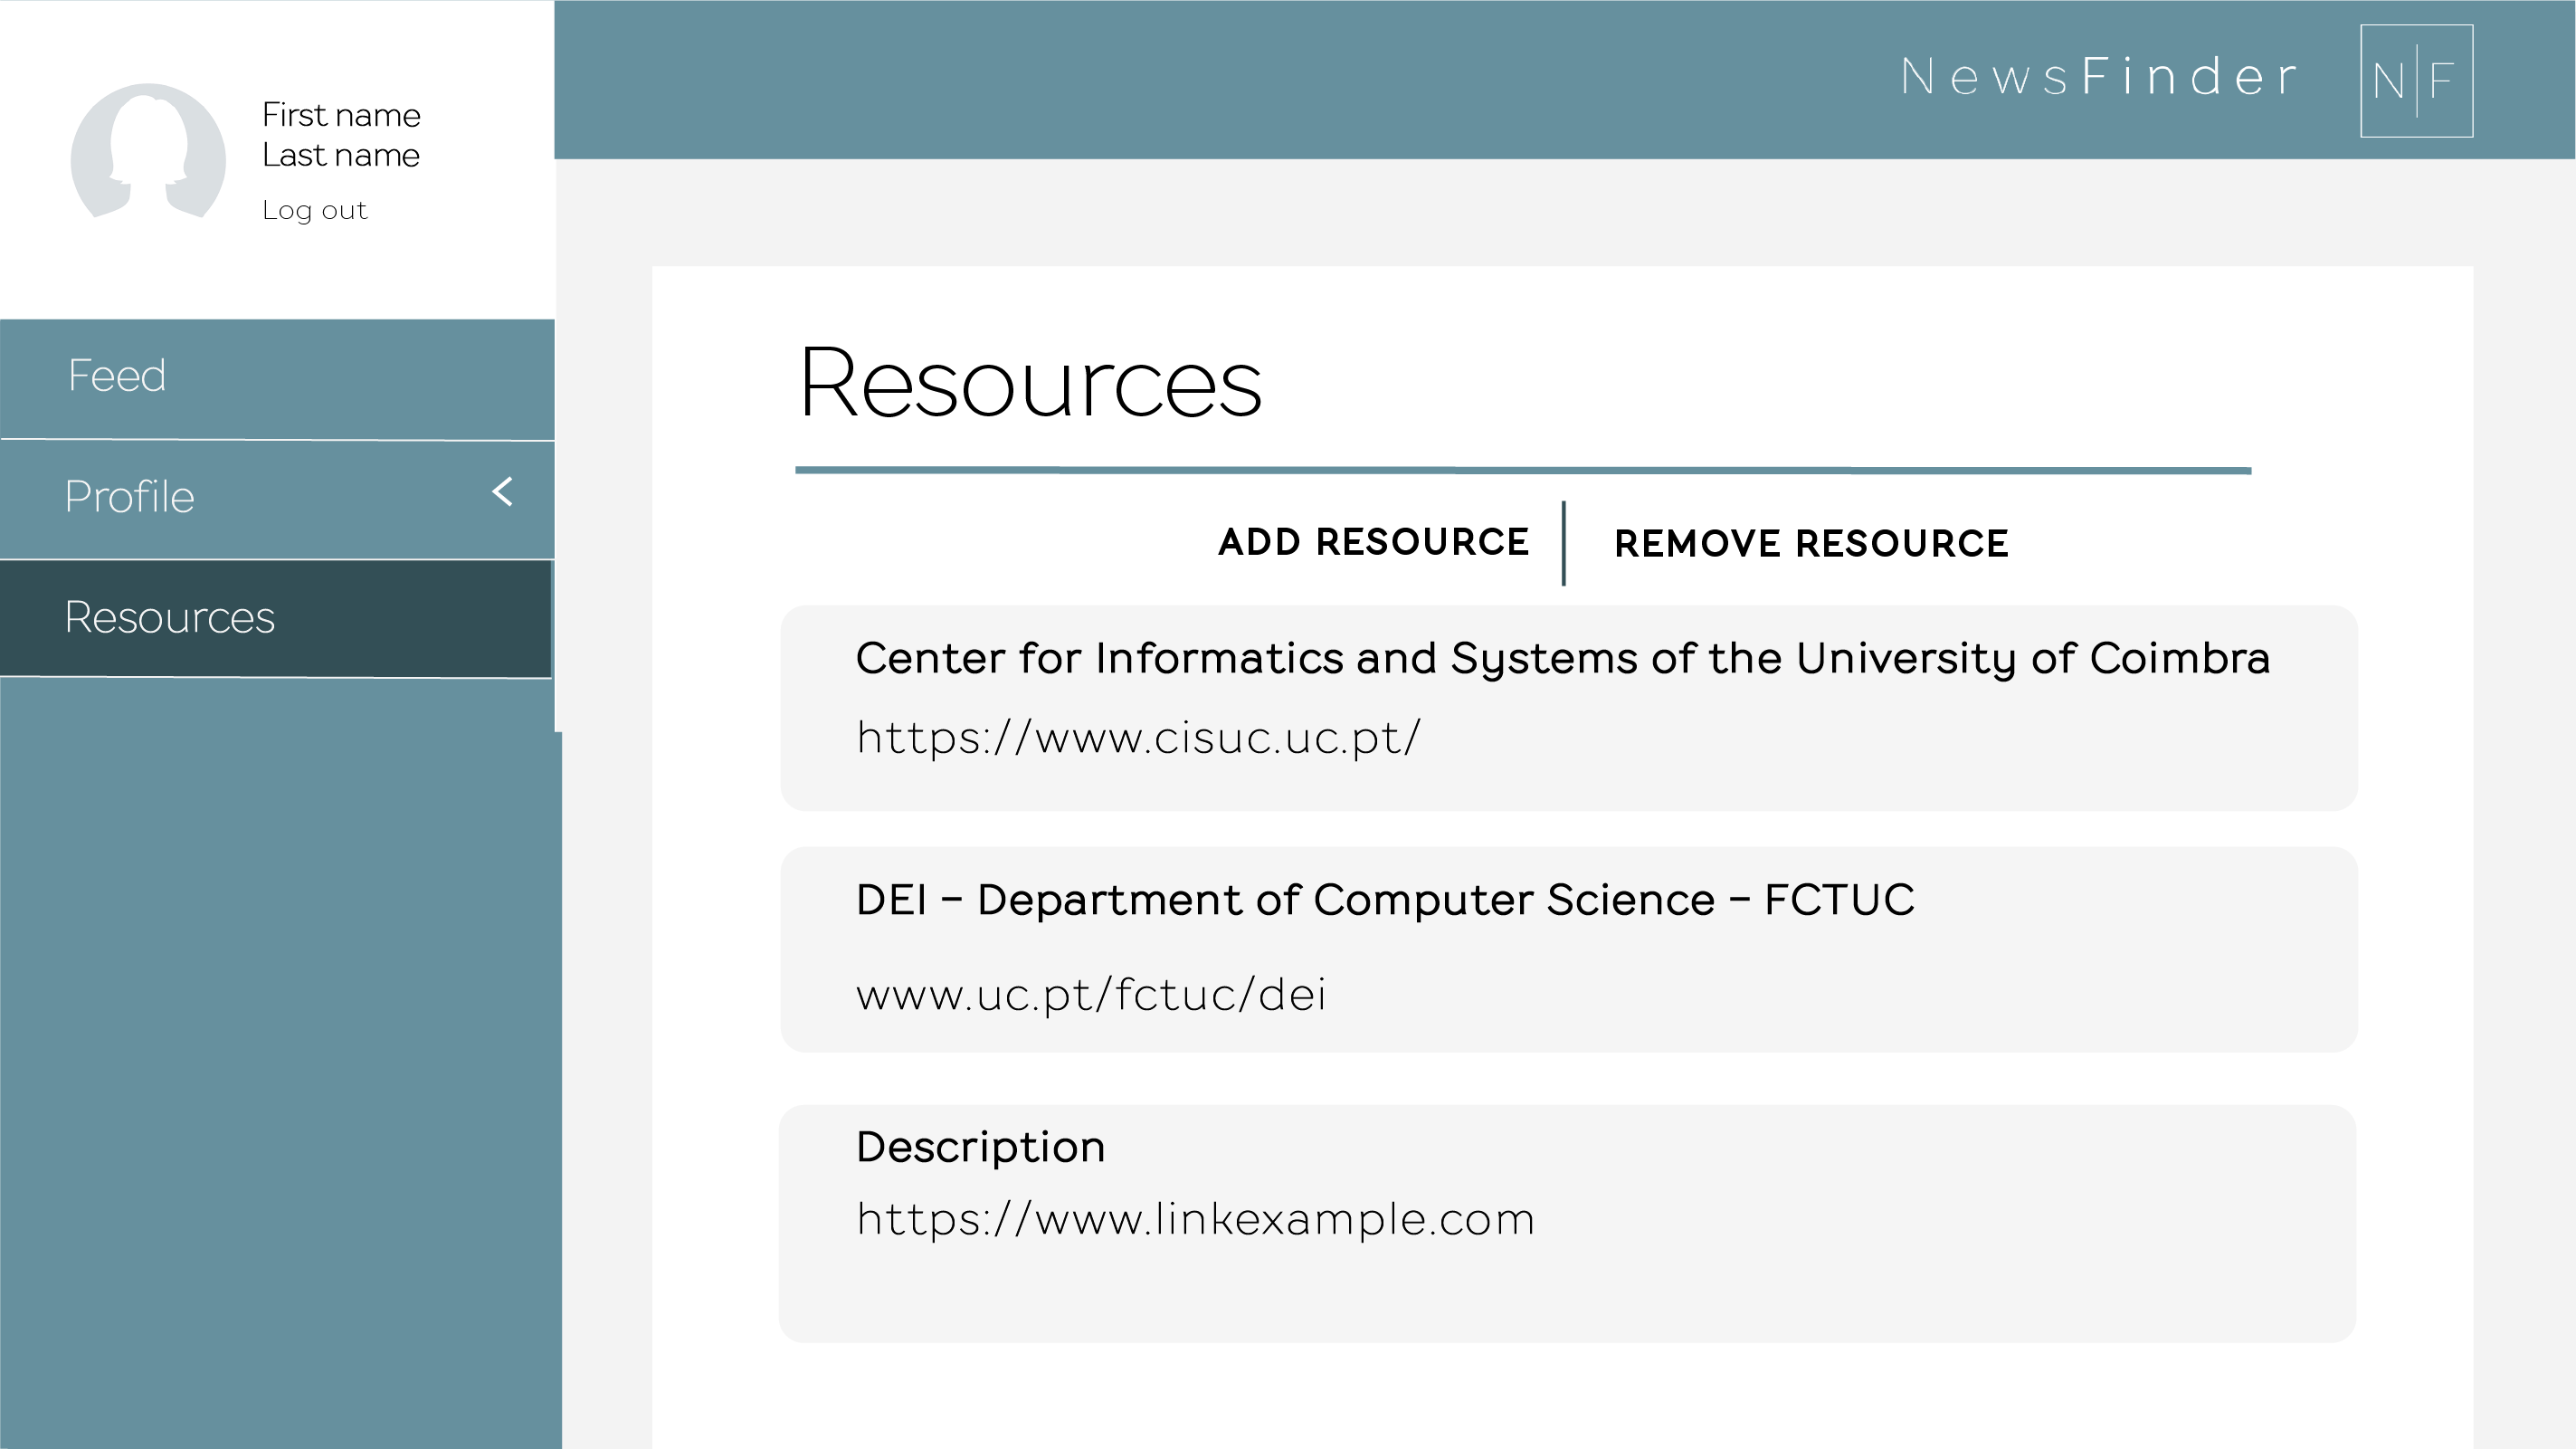 NewsFinder
N|F
First name
Last name
Log out
Feed
Profile <
Resources
Resources
ADD RESOURCE
REMOVE RESOURCE
Center for Informatics and Systems of the University of Coimbra
https://www.cisuc.uc.pt/
DEI - Department of Computer Science - FCTUC
www.uc.pt/fctuc/dei
Description
https://www.linkexample.com